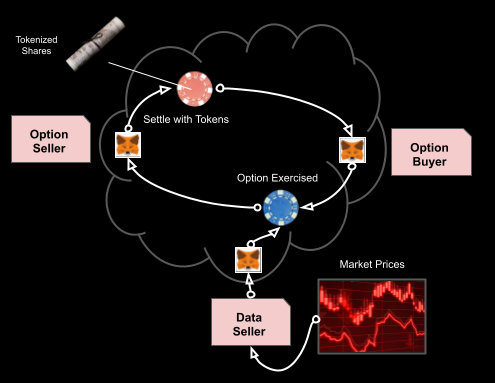 Tokenized
Shares
Settle with Tokens
Option
Seller
Option
Buyer
Option Exercised
Market Prices
Data
Seller